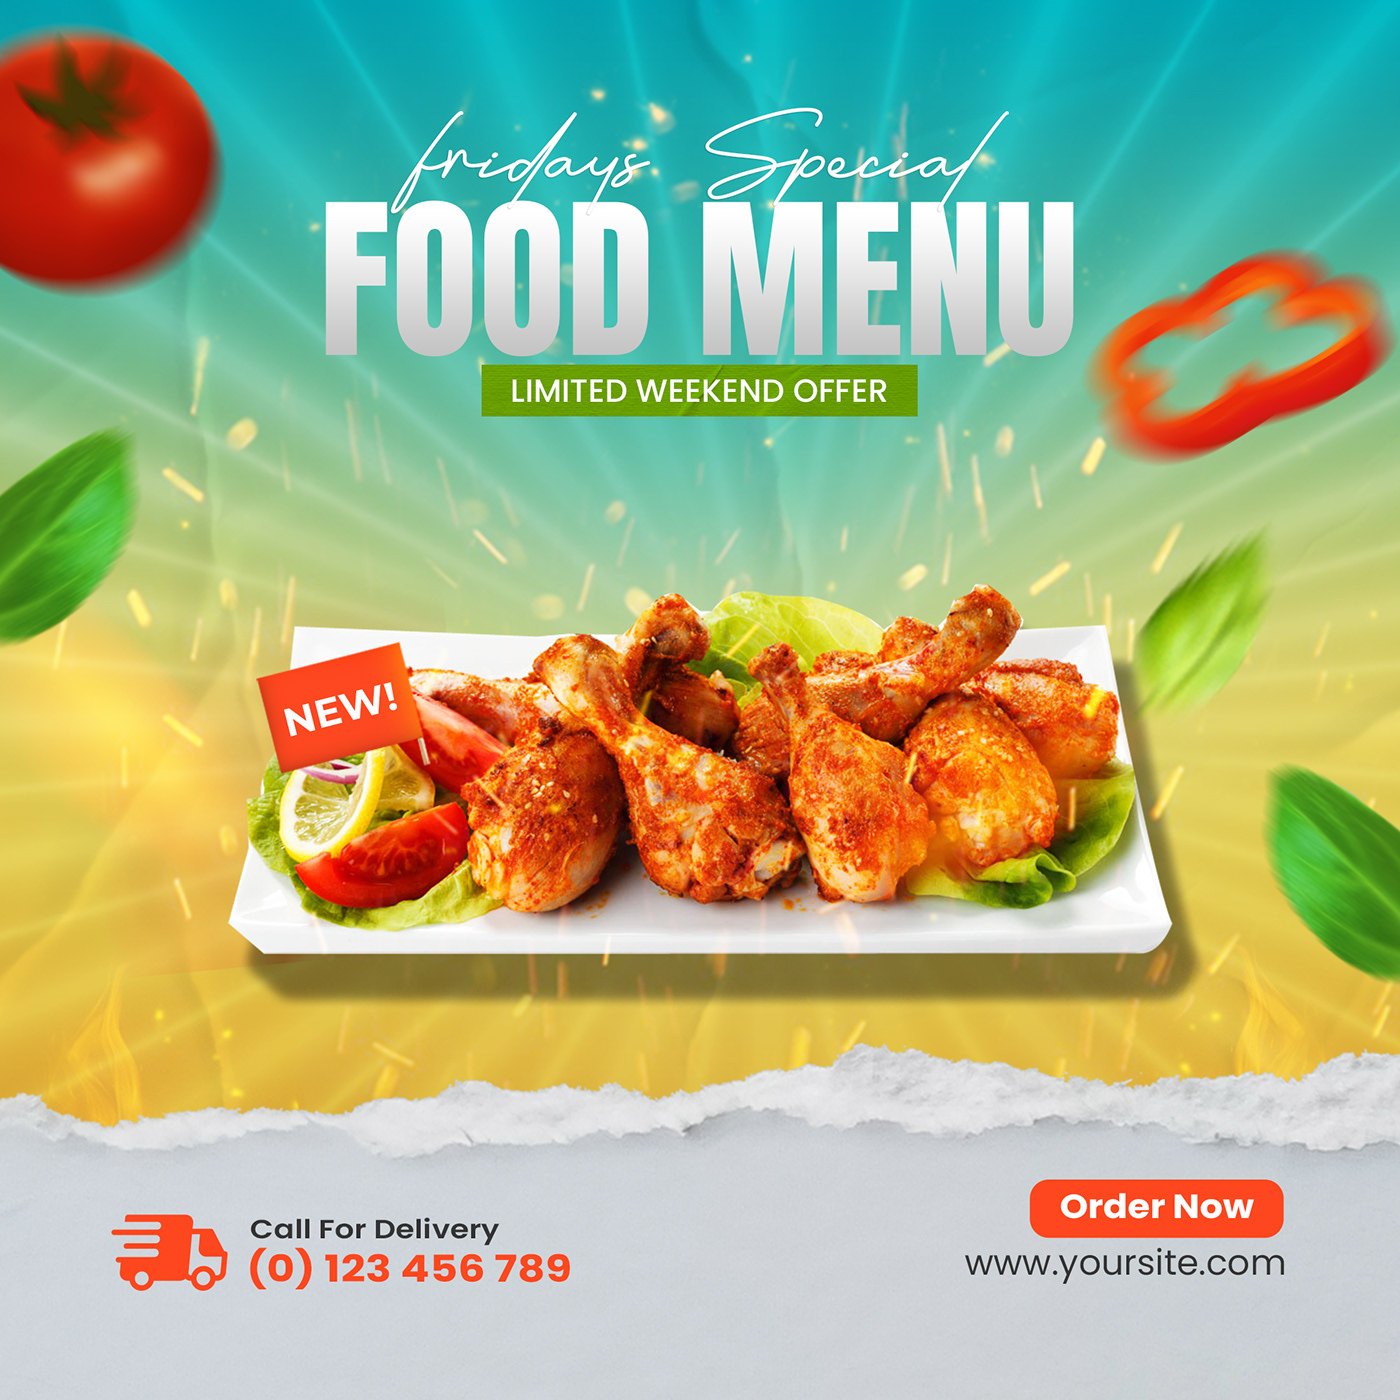 fridays Special
FOOD MENU
LIMITED WEEKEND OFFER
NEW!
Call For Delivery
(0) 123 456 789
Order Now
www.yoursite.com